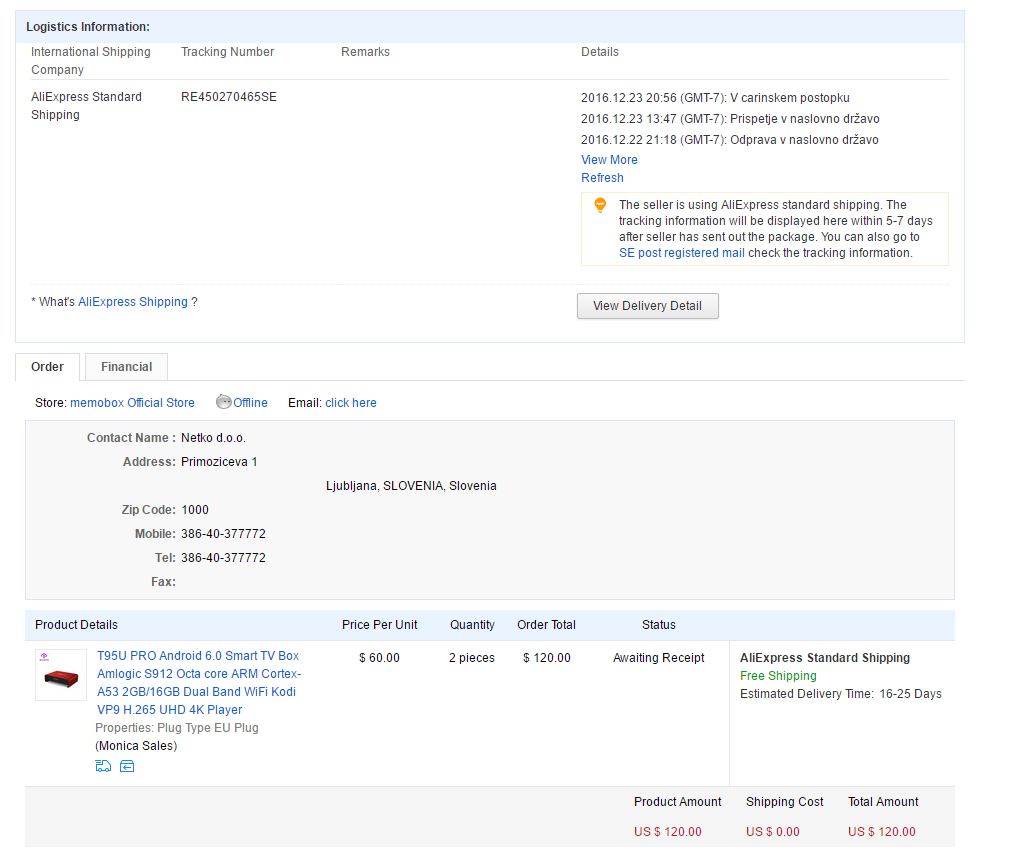 Logistics Information:
International Shipping Company
Tracking Number
Remarks
Details
AliExpress Standard Shipping
RE450270465SE
2016.12.23 20:56 (GMT-7): V carinskem postopku
2016.12.23 13:47 (GMT-7): Prispetje v naslovno državo
2016.12.22 21:18 (GMT-7): Odprava v naslovno državo
View More
Refresh
The seller is using AliExpress standard shipping. The
tracking information will be displayed here within 5-7 days
after seller has sent out the package. You can also go to
SE post registered mail check the tracking information.
* What's AliExpress Shipping ?
View Delivery Detail
Order
Financial
Store: memobox Official Store Offline Email: click here
Contact Name : Netko d.o.o.
Address: Primoziceva 1
Ljubljana, SLOVENIA, Slovenia
Zip Code: 1000
Mobile: 386-40-377772
Tel: 386-40-377772
Fax:
Product Details Price Per Unit Quantity Order Total Status
T95U PRO Android 6.0 Smart TV Box
Amlogic S912 Octa core ARM Cortex-
A53 2GB/16GB Dual Band WiFi Kodi
VP9 H.265 UHD 4K Player
Properties: Plug Type EU Plug
(Monica Sales)
$ 60.00
2 pieces
$ 120.00
Awaiting Receipt
AliExpress Standard Shipping
Free Shipping
Estimated Delivery Time: 16-25 Days
Product Amount Shipping Cost Total Amount
US $ 120.00 US $ 0.00 US $ 120.00